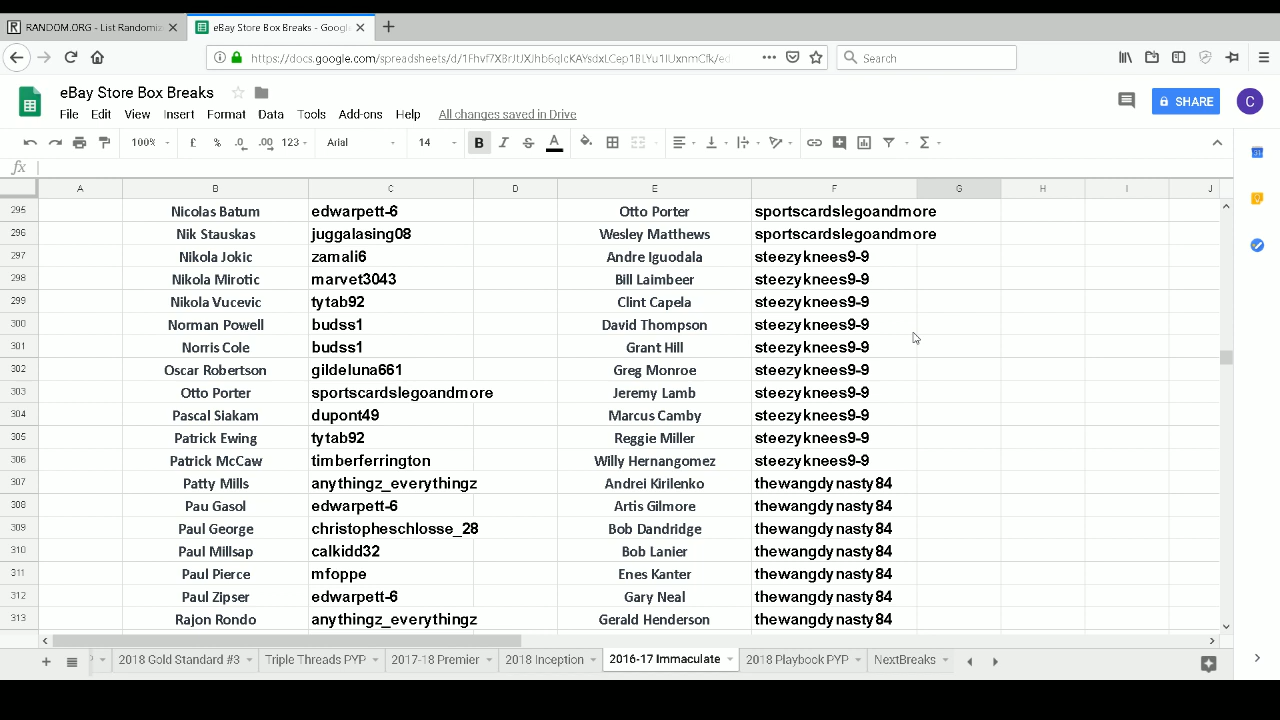 RANDOM.ORG - List Randomiz
eBay Store Box Breaks - Google
https://docs.google.com/spreadsheets/d/
Search
eBay Store Box Breaks
File Edit View Insert Format Data Tools Add-ons Help All changes saved in Drive
SHARE C
100% £ % .0 .00 123 Arial 14 B I S A Σ
fx
A B C D E F G H I J
295 Nicolas Batum edwarpett-6 Otto Porter sportscardslegoandmore
296 Nik Stauskas juggalasing08 Wesley Matthews sportscardslegoandmore
297 Nikola Jokic zamali6 Andre Iguodala steezyknees9-9
298 Nikola Mirotic marvet3043 Bill Laimbeer steezyknees9-9
299 Nikola Vucevic tytab92 Clint Capela steezyknees9-9
300 Norman Powell budss1 David Thompson steezyknees9-9
301 Norris Cole budss1 Grant Hill steezyknees9-9
302 Oscar Robertson gildeluna661 Greg Monroe steezyknees9-9
303 Otto Porter sportscardslegoandmore Jeremy Lamb steezyknees9-9
304 Pascal Siakam dupont49 Marcus Camby steezyknees9-9
305 Patrick Ewing tytab92 Reggie Miller steezyknees9-9
306 Patrick McCaw timberferrington Willy Hernangomez steezyknees9-9
307 Patty Mills anythingz_everythingz Andrei Kirilenko thewangdynasty84
308 Pau Gasol edwarpett-6 Artis Gilmore thewangdynasty84
309 Paul George christopheschlosse_28 Bob Dandridge thewangdynasty84
310 Paul Millsap calkidd32 Bob Lanier thewangdynasty84
311 Paul Pierce mfoppe Enes Kanter thewangdynasty84
312 Paul Zipser edwarpett-6 Gary Neal thewangdynasty84
313 Rajon Rondo anythingz_everythingz Gerald Henderson thewangdynasty84
2018 Gold Standard #3 Triple Threads PYP 2017-18 Premier 2018 Inception 2016-17 Immaculate 2018 Playbook PYP NextBreaks